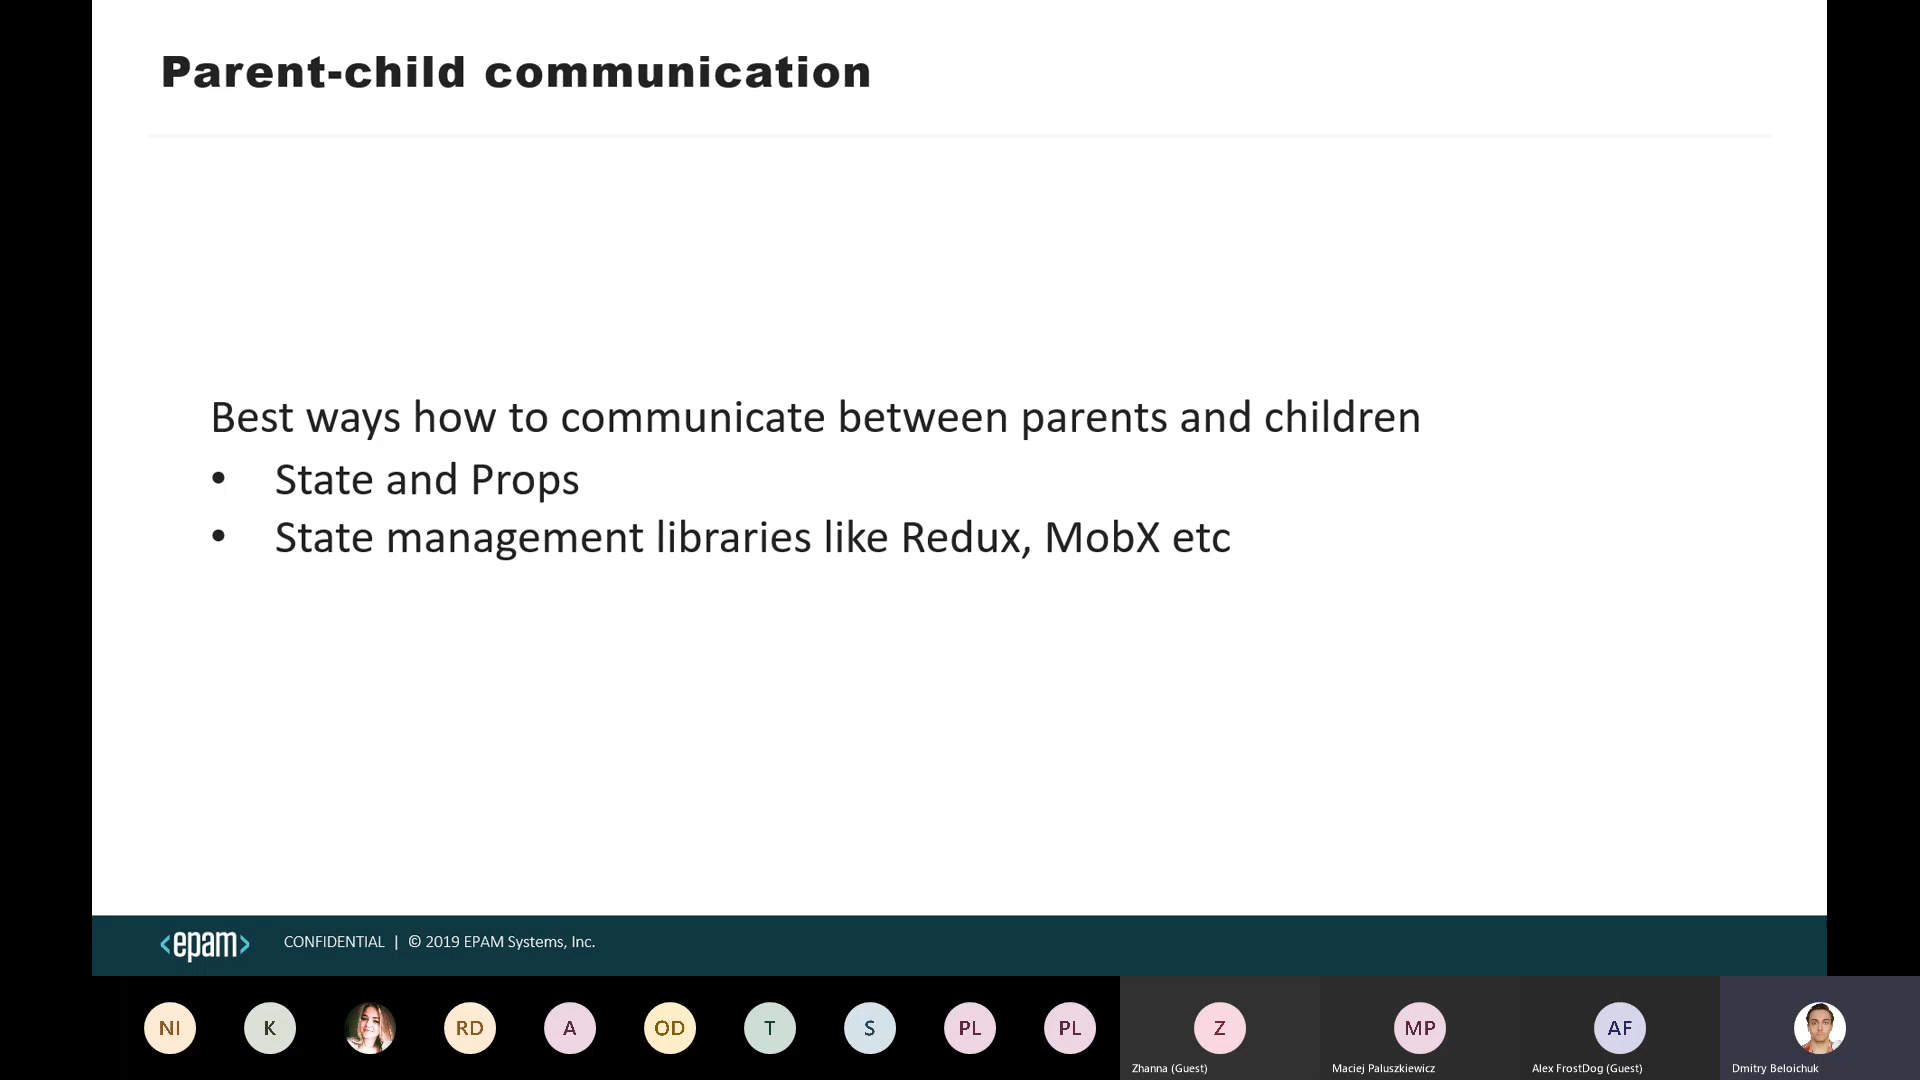 Parent-child communication
Best ways how to communicate between parents and children
• State and Props
• State management libraries like Redux, MobX etc
<epam> CONFIDENTIAL | © 2019 EPAM Systems, Inc.
NI K RD A OD T S PL PL Z MP AF
Zhanna (Guest) Maciej Paluszkiewicz Alex FrostDog (Guest) Dmitry Beloichuk